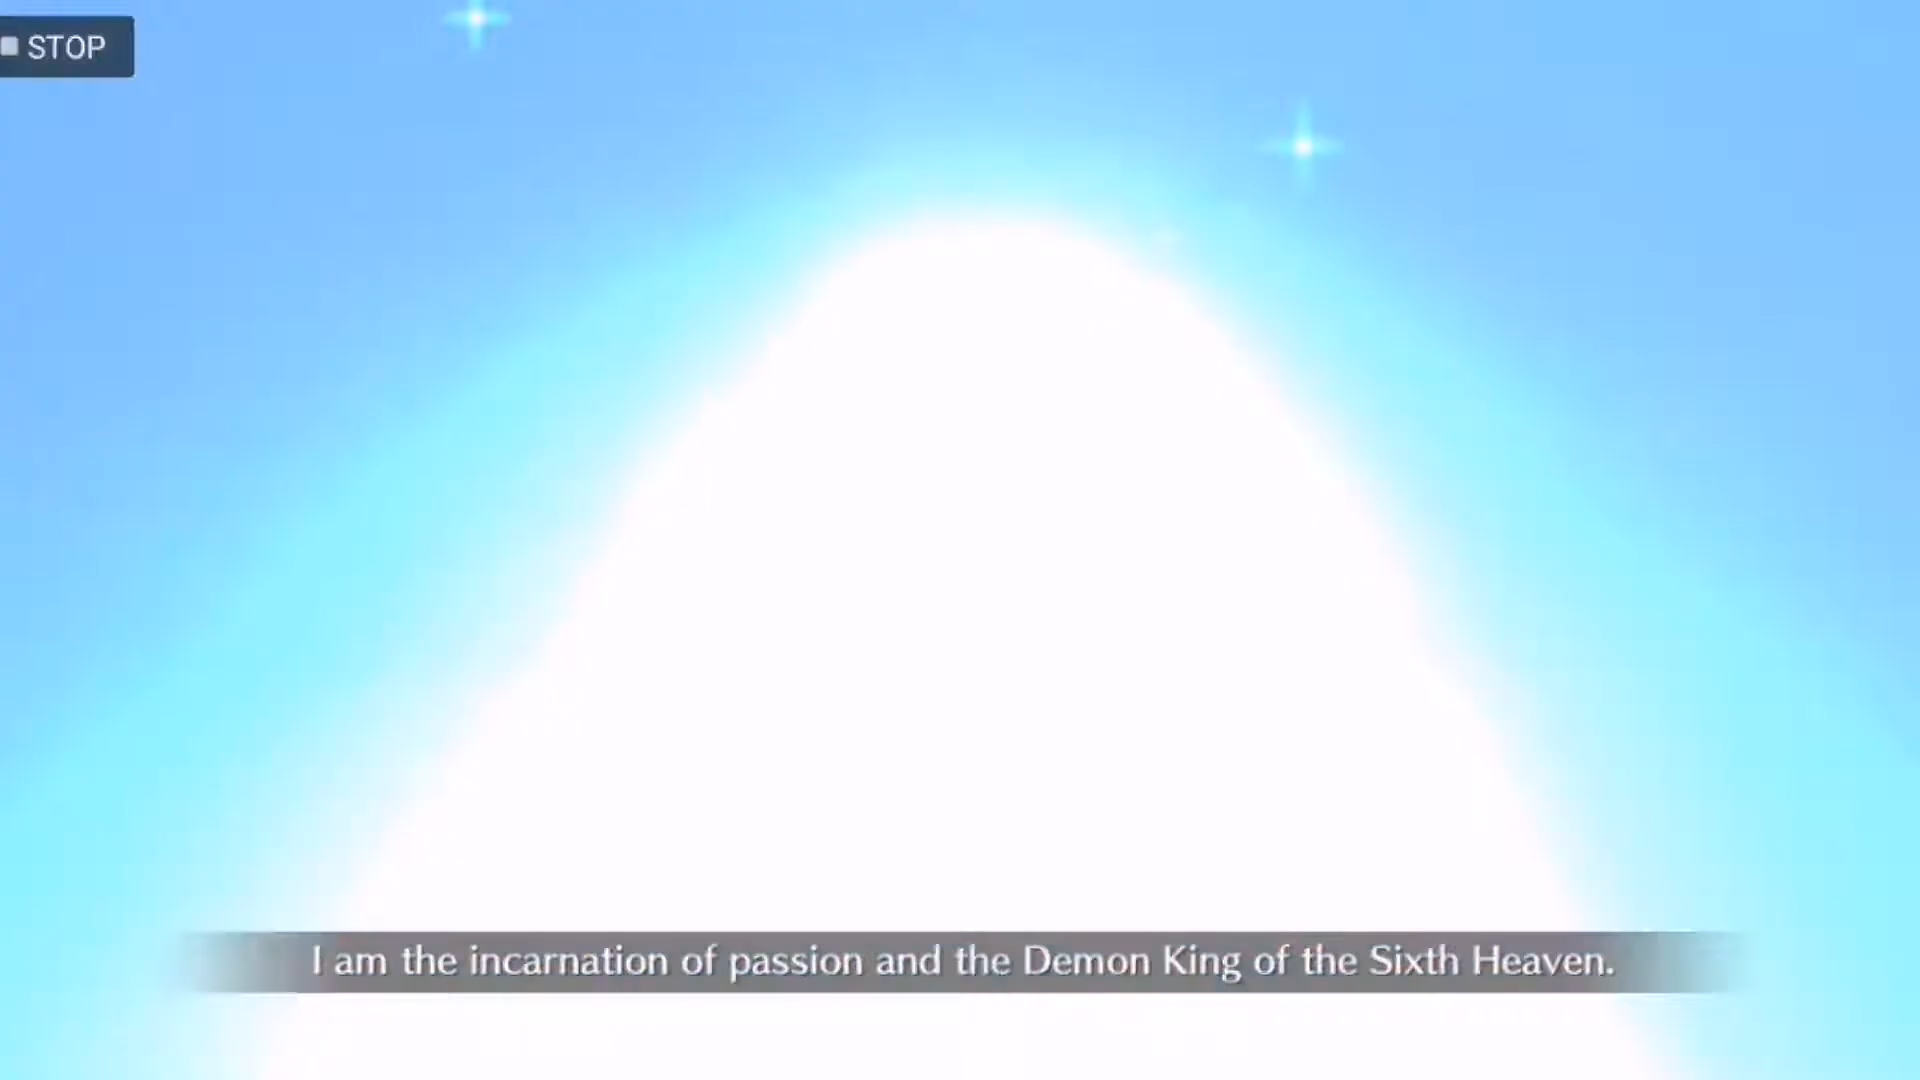 STOP
I am the incarnation of passion and the Demon King of the Sixth Heaven.